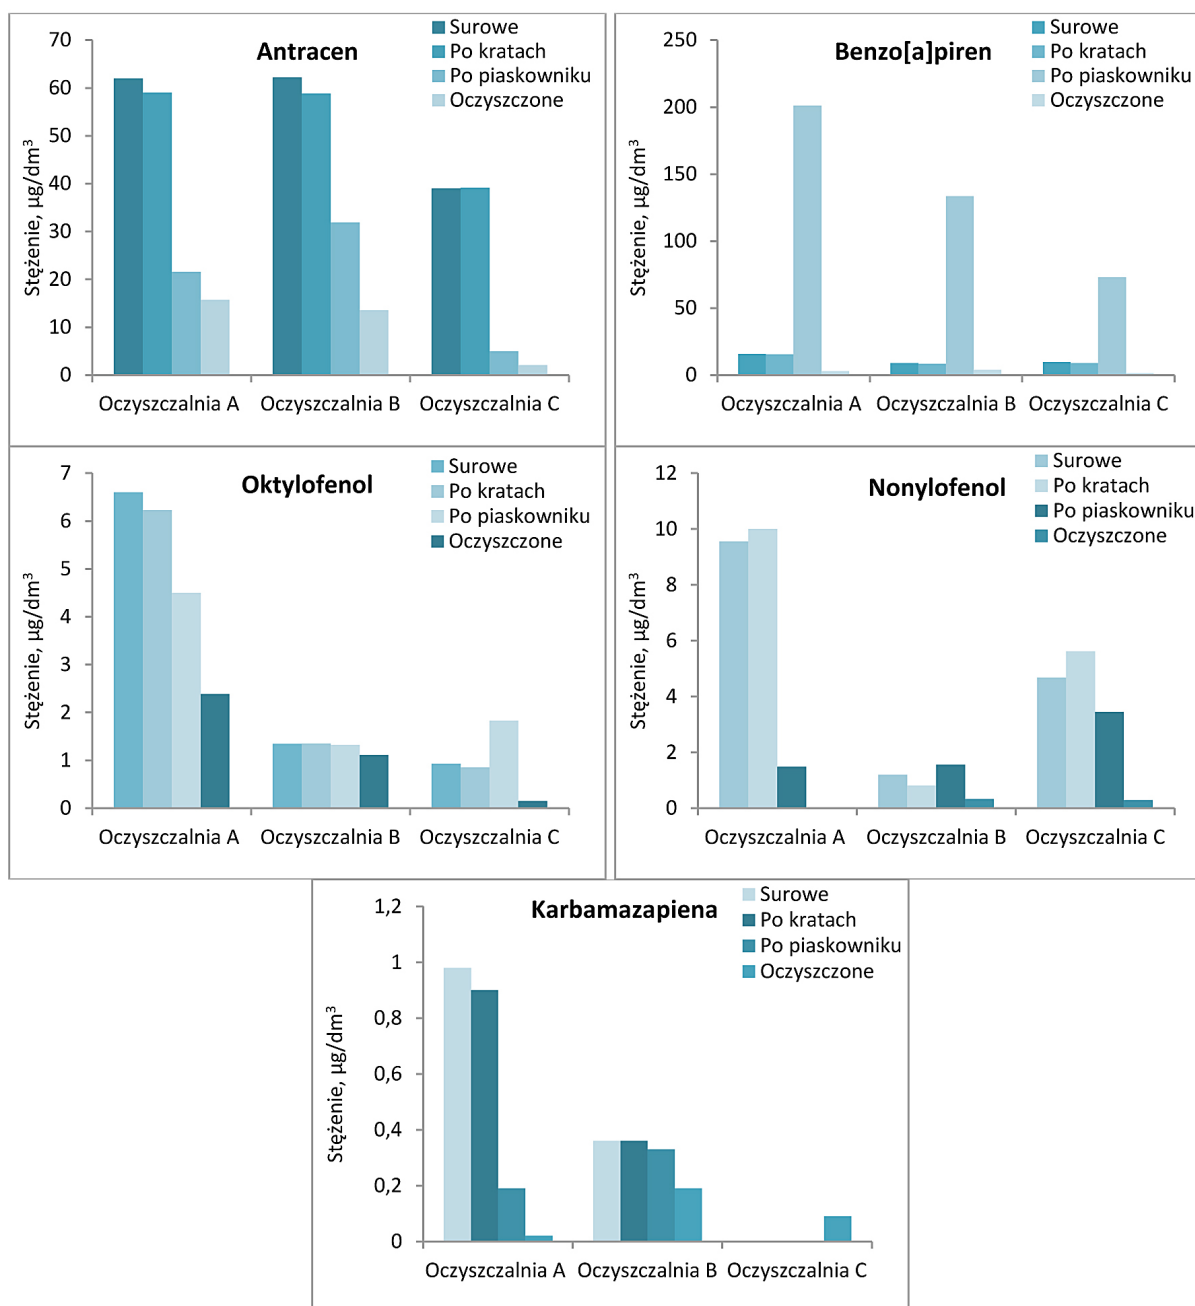 Antracen
Surowe
Po kratach
Po piaskowniku
Oczyszczone
Stężenie, µg/dm³
70
60
50
40
30
20
10
0
Oczyszczalnia A Oczyszczalnia B Oczyszczalnia C
Benzo[a]piren
Surowe
Po kratach
Po piaskowniku
Oczyszczone
Stężenie, µg/dm³
250
200
150
100
50
0
Oczyszczalnia A Oczyszczalnia B Oczyszczalnia C
Oktylofenol
Surowe
Po kratach
Po piaskowniku
Oczyszczone
Stężenie, µg/dm³
7
6
5
4
3
2
1
0
Oczyszczalnia A Oczyszczalnia B Oczyszczalnia C
Nonylofenol
Surowe
Po kratach
Po piaskowniku
Oczyszczone
Stężenie, µg/dm³
12
10
8
6
4
2
0
Oczyszczalnia A Oczyszczalnia B Oczyszczalnia C
Karbamazapiena
Surowe
Po kratach
Po piaskowniku
Oczyszczone
Stężenie, µg/dm³
1,2
1
0,8
0,6
0,4
0,2
0
Oczyszczalnia A Oczyszczalnia B Oczyszczalnia C